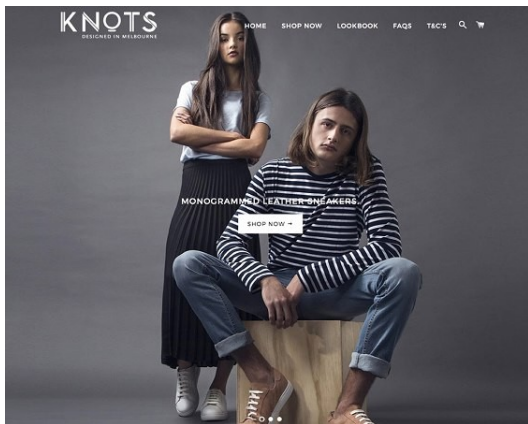 KNOTS
DESIGNED IN MELBOURNE
HOME SHOP NOW LOOKBOOK FAQS T&C'S
MONOGRAMMED LEATHER SNEAKERS.
SHOP NOW →